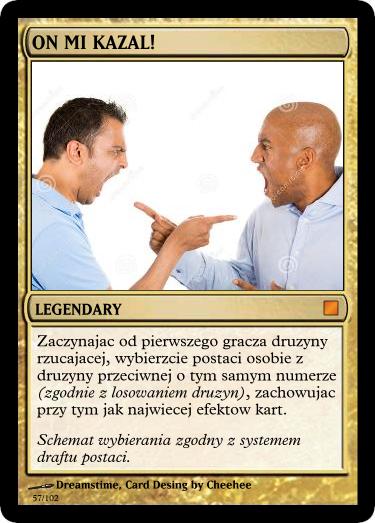 ON MI KAZAL!
LEGENDARY
Zaczynajac od pierwszego gracza druzyny
rzucajacej, wybierzcie postaci osobie z
druzyny przeciwnej o tym samym numerze
(zgodnie z losowaniem druzyn), zachowujac
przy tym jak najwiecej efektow kart.
Schemat wybierania zgodny z systemem
draftu postaci.
Dreamstime, Card Desing by Cheehee
57/102